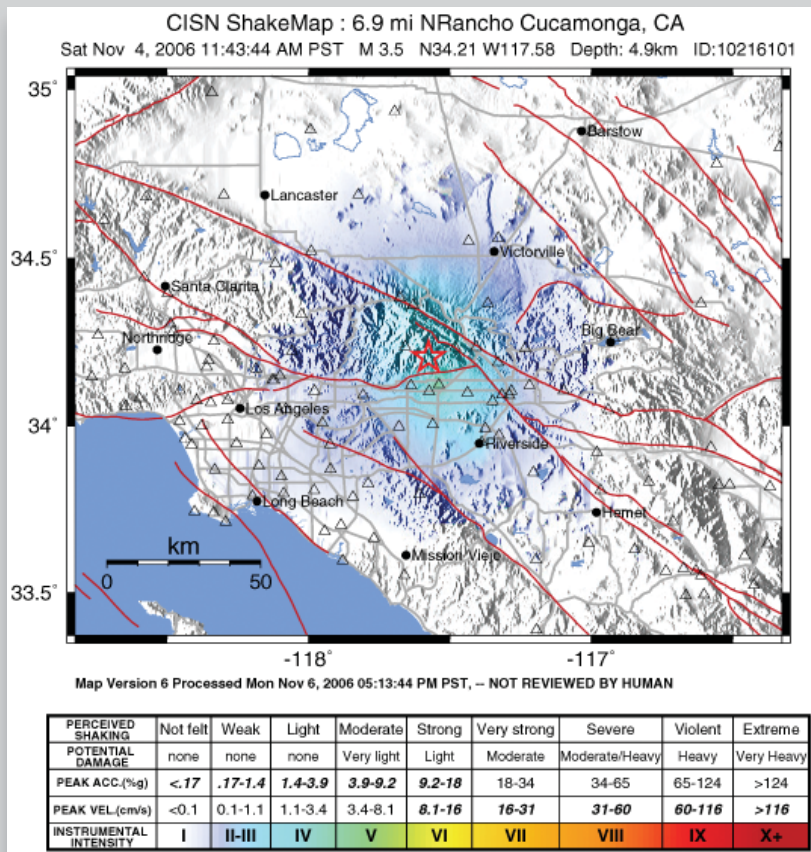 CISN ShakeMap : 6.9 mi NRancho Cucamonga, CA
Sat Nov 4, 2006 11:43:44 AM PST M 3.5 N34.21 W117.58 Depth: 4.9km ID:10216101
35°
Barstow
Lancaster
34.5°
Victorville
Santa Clarita
Northridge
Big Bear
34°
Los Angeles
Riverside
Long Beach
Hemet
km
Mission Viejo
0 50
33.5°
-118° -117°
Map Version 6 Processed Mon Nov 6, 2006 05:13:44 PM PST, -- NOT REVIEWED BY HUMAN
PERCEIVED SHAKING Not felt Weak Light Moderate Strong Very strong Severe Violent Extreme
POTENTIAL DAMAGE none none none Very light Light Moderate Moderate/Heavy Heavy Very Heavy
PEAK ACC.(%g) <.17 .17-1.4 1.4-3.9 3.9-9.2 9.2-18 18-34 34-65 65-124 >124
PEAK VEL.(cm/s) <0.1 0.1-1.1 1.1-3.4 3.4-8.1 8.1-16 16-31 31-60 60-116 >116
INSTRUMENTAL INTENSITY I II-III IV V VI VII VIII IX X+